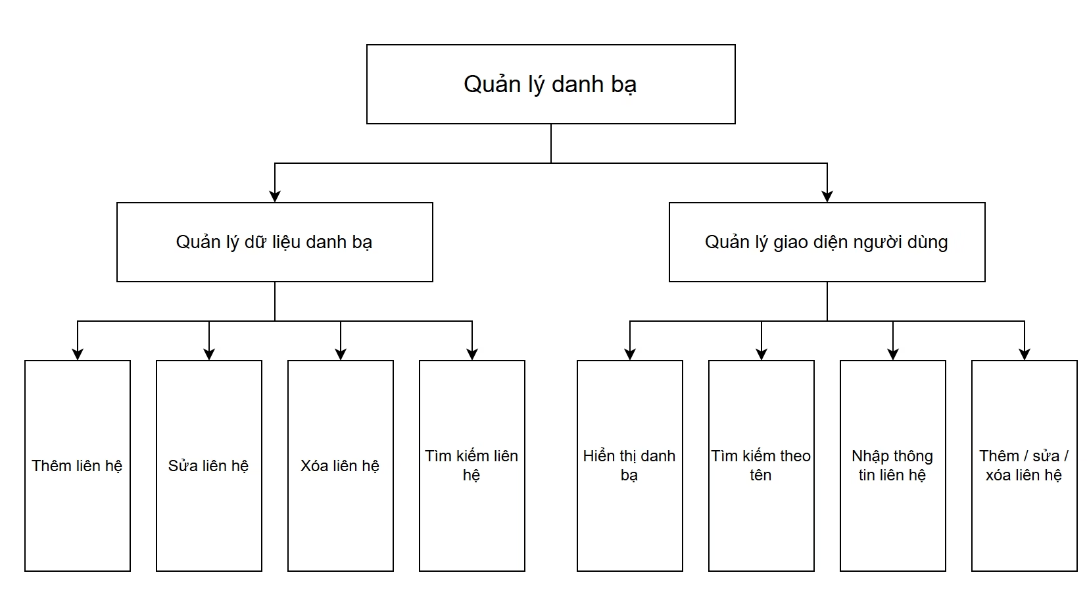 Quản lý danh bạ
Quản lý dữ liệu danh bạ
Quản lý giao diện người dùng
Thêm liên hệ
Sửa liên hệ
Xóa liên hệ
Tìm kiếm liên
hệ
Hiển thị danh
bạ
Tìm kiếm theo
tên
Nhập thông
tin liên hệ
Thêm / sửa /
xóa liên hệ